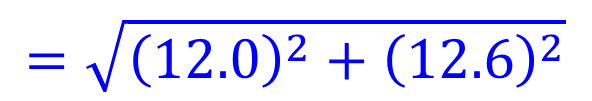 = √(12.0)² + (12.6)²